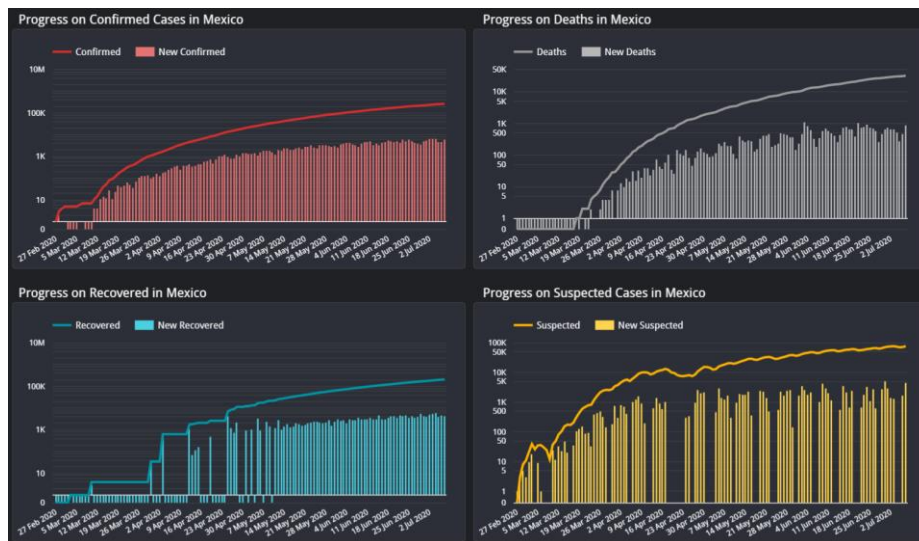 Progress on Confirmed Cases in Mexico
Confirmed New Confirmed
10M
100K
1K
10
0
27 Feb 2020 5 Mar 2020 12 Mar 2020 19 Mar 2020 26 Mar 2020 2 Apr 2020 9 Apr 2020 16 Apr 2020 23 Apr 2020 30 Apr 2020 7 May 2020 14 May 2020 21 May 2020 28 May 2020 4 Jun 2020 11 Jun 2020 18 Jun 2020 25 Jun 2020 2 Jul 2020
Progress on Deaths in Mexico
Deaths New Deaths
50K
10K
5K
1K
500
100
50
10
5
1
0
27 Feb 2020 5 Mar 2020 12 Mar 2020 19 Mar 2020 26 Mar 2020 2 Apr 2020 9 Apr 2020 16 Apr 2020 23 Apr 2020 30 Apr 2020 7 May 2020 14 May 2020 21 May 2020 28 May 2020 4 Jun 2020 11 Jun 2020 18 Jun 2020 25 Jun 2020 2 Jul 2020
Progress on Recovered in Mexico
Recovered New Recovered
10M
100K
1K
10
0
27 Feb 2020 5 Mar 2020 12 Mar 2020 19 Mar 2020 26 Mar 2020 2 Apr 2020 9 Apr 2020 16 Apr 2020 23 Apr 2020 30 Apr 2020 7 May 2020 14 May 2020 21 May 2020 28 May 2020 4 Jun 2020 11 Jun 2020 18 Jun 2020 25 Jun 2020 2 Jul 2020
Progress on Suspected Cases in Mexico
Suspected New Suspected
100K
50K
10K
5K
1K
500
100
50
10
5
1
0
27 Feb 2020 5 Mar 2020 12 Mar 2020 19 Mar 2020 26 Mar 2020 2 Apr 2020 9 Apr 2020 16 Apr 2020 23 Apr 2020 30 Apr 2020 7 May 2020 14 May 2020 21 May 2020 28 May 2020 4 Jun 2020 11 Jun 2020 18 Jun 2020 25 Jun 2020 2 Jul 2020